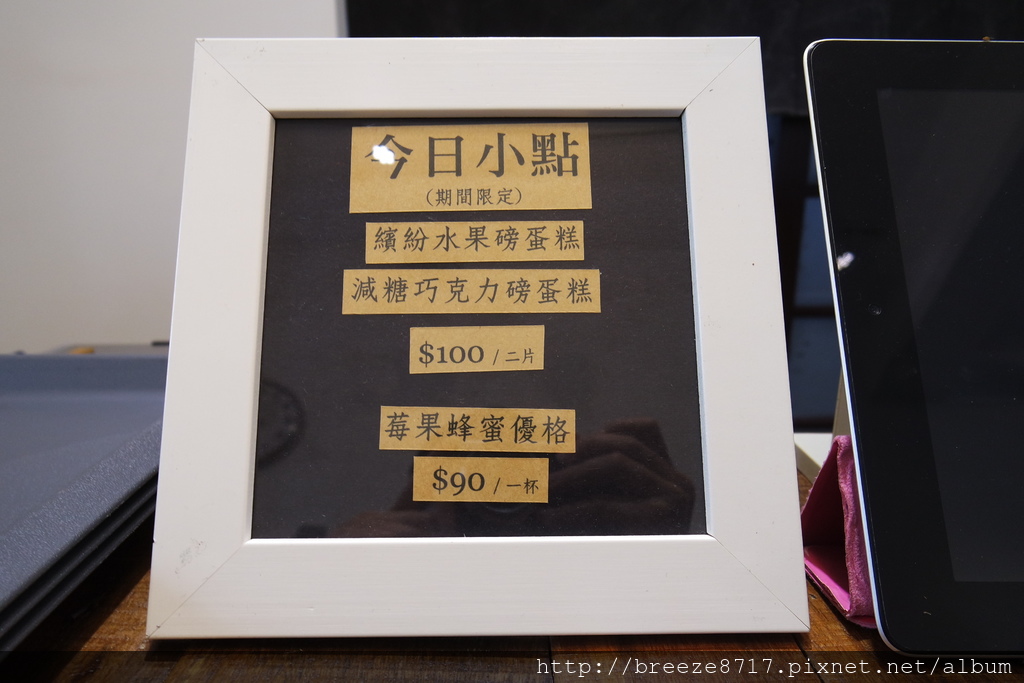 今日小點
(期間限定)
繽紛水果磅蛋糕
減糖巧克力磅蛋糕
$100 / 二片
莓果蜂蜜優格
$90 / 一杯
http://breeze8717.pixnet.net/album